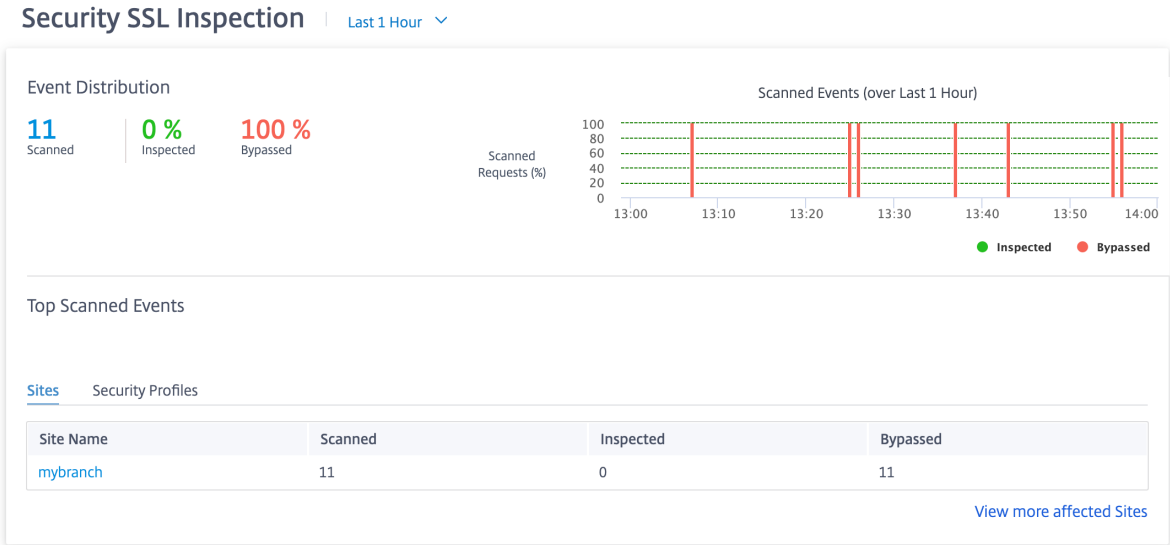 Security SSL Inspection
Last 1 Hour
Event Distribution
11
Scanned
0 %
Inspected
100 %
Bypassed
Scanned Events (over Last 1 Hour)
Scanned
Requests (%)
100
80
60
40
20
0
13:00 13:10 13:20 13:30 13:40 13:50 14:00
Inspected Bypassed
Top Scanned Events
Sites Security Profiles
Site Name Scanned Inspected Bypassed
mybranch 11 0 11
View more affected Sites